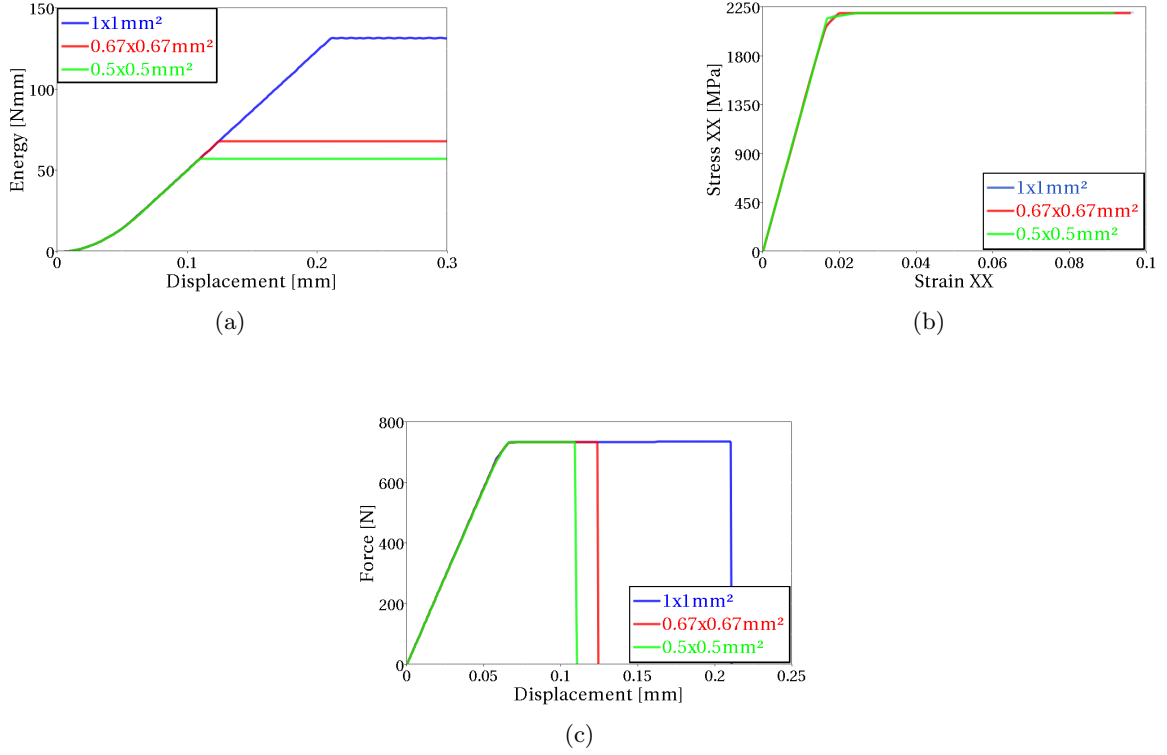 150
100
50
0
Energy [Nmm]
1x1mm²
0.67x0.67mm²
0.5x0.5mm²
0 0.1 0.2 0.3
Displacement [mm]
(a)
2250
1800
1350
900
450
0
Stress XX [MPa]
1x1mm²
0.67x0.67mm²
0.5x0.5mm²
0 0.02 0.04 0.06 0.08 0.1
Strain XX
(b)
800
600
400
200
0
Force [N]
1x1mm²
0.67x0.67mm²
0.5x0.5mm²
0 0.05 0.1 0.15 0.2 0.25
Displacement [mm]
(c)